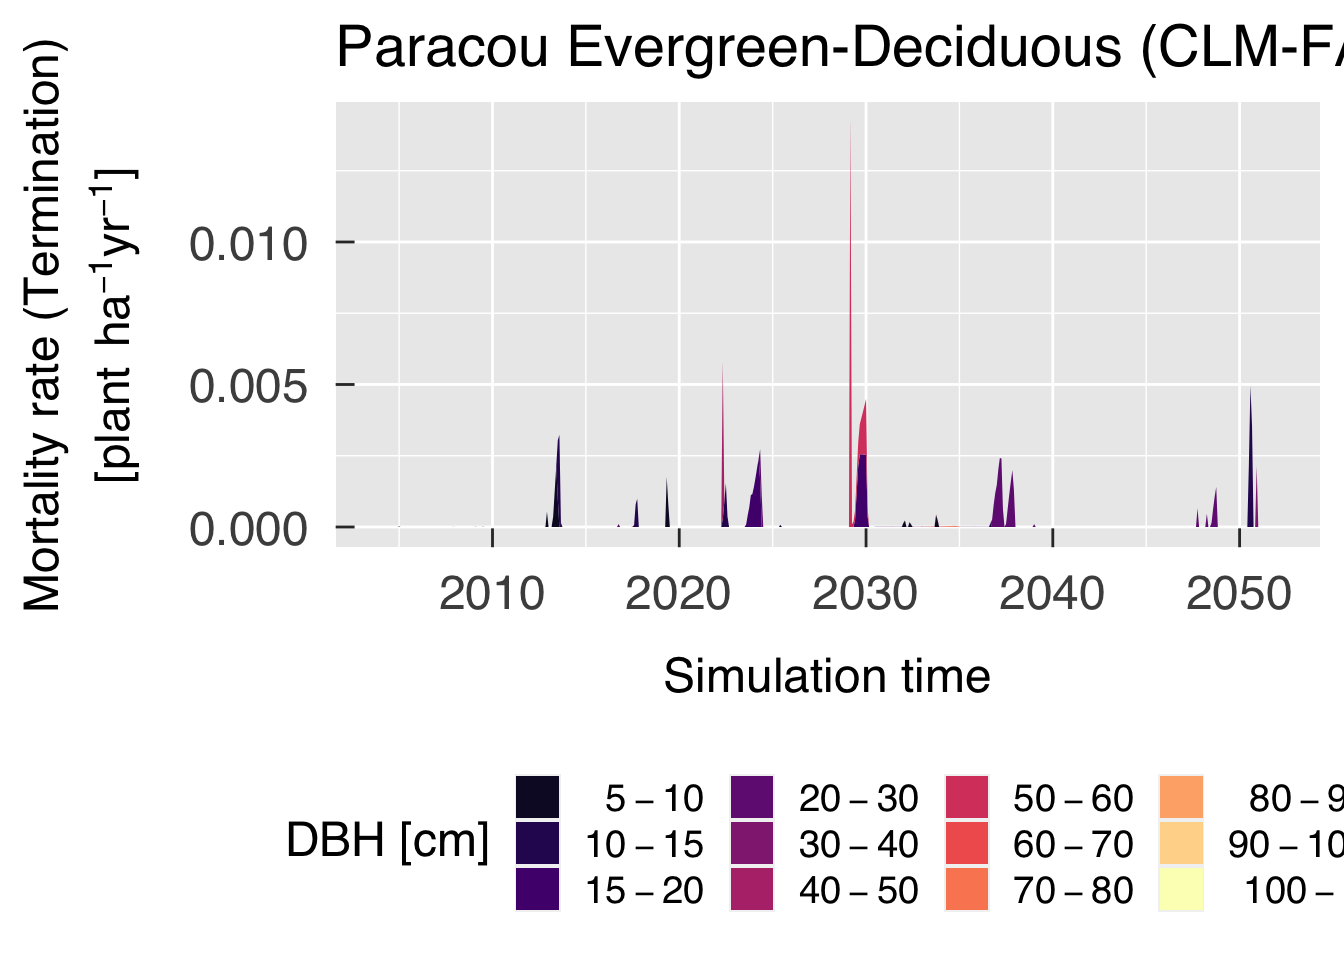 Paracou Evergreen-Deciduous (CLM-FA
Mortality rate (Termination)
[plant ha⁻¹yr⁻¹]
0.010
0.005
0.000
2010 2020 2030 2040 2050
Simulation time
DBH [cm]
5 – 10 20 – 30 50 – 60 80 – 9
10 – 15 30 – 40 60 – 70 90 – 10
15 – 20 40 – 50 70 – 80 100 –